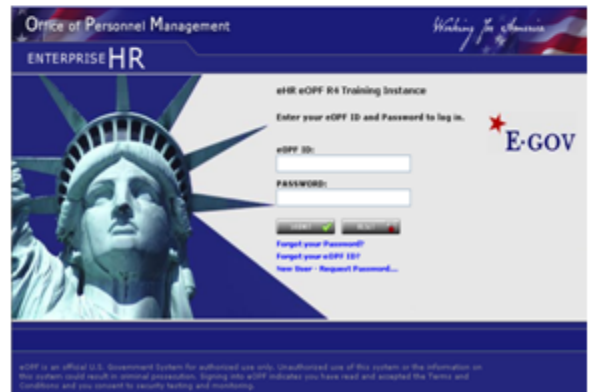 Office of Personnel Management
Working for America
ENTERPRISE HR
eHR eOPF R4 Training Instance
Enter your eOPF ID and Password to log in.
E·GOV
eOPF ID:
PASSWORD:
SUBMIT
RESET
Forgot your Password?
Forgot your eOPF ID?
New User - Request Password...
eOPF is an official U.S. Government System for authorized use only. Unauthorized use of this system or the information on
this system could result in criminal prosecution. Signing into eOPF indicates you have read and accepted the Terms and
Conditions and you consent to security testing and monitoring.